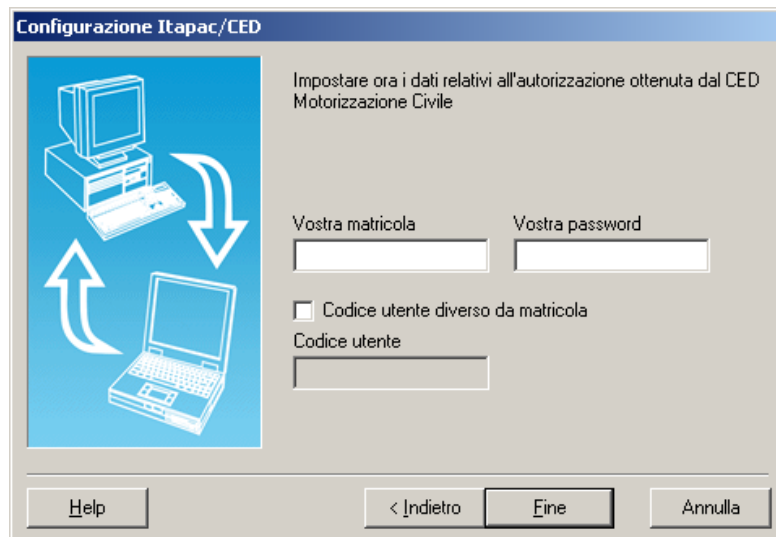 Configurazione Itapac/CED
Impostare ora i dati relativi all'autorizzazione ottenuta dal CED
Motorizzazione Civile
Vostra matricola
Vostra password
Codice utente diverso da matricola
Codice utente
Help
< Indietro
Fine
Annulla